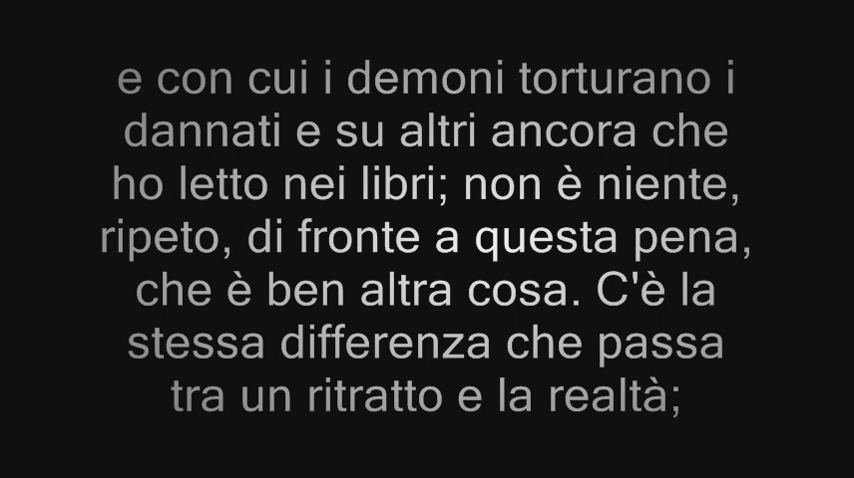 e con cui i demoni torturano i
dannati e su altri ancora che
ho letto nei libri; non è niente,
ripeto, di fronte a questa pena,
che è ben altra cosa. C'è la
stessa differenza che passa
tra un ritratto e la realtà;